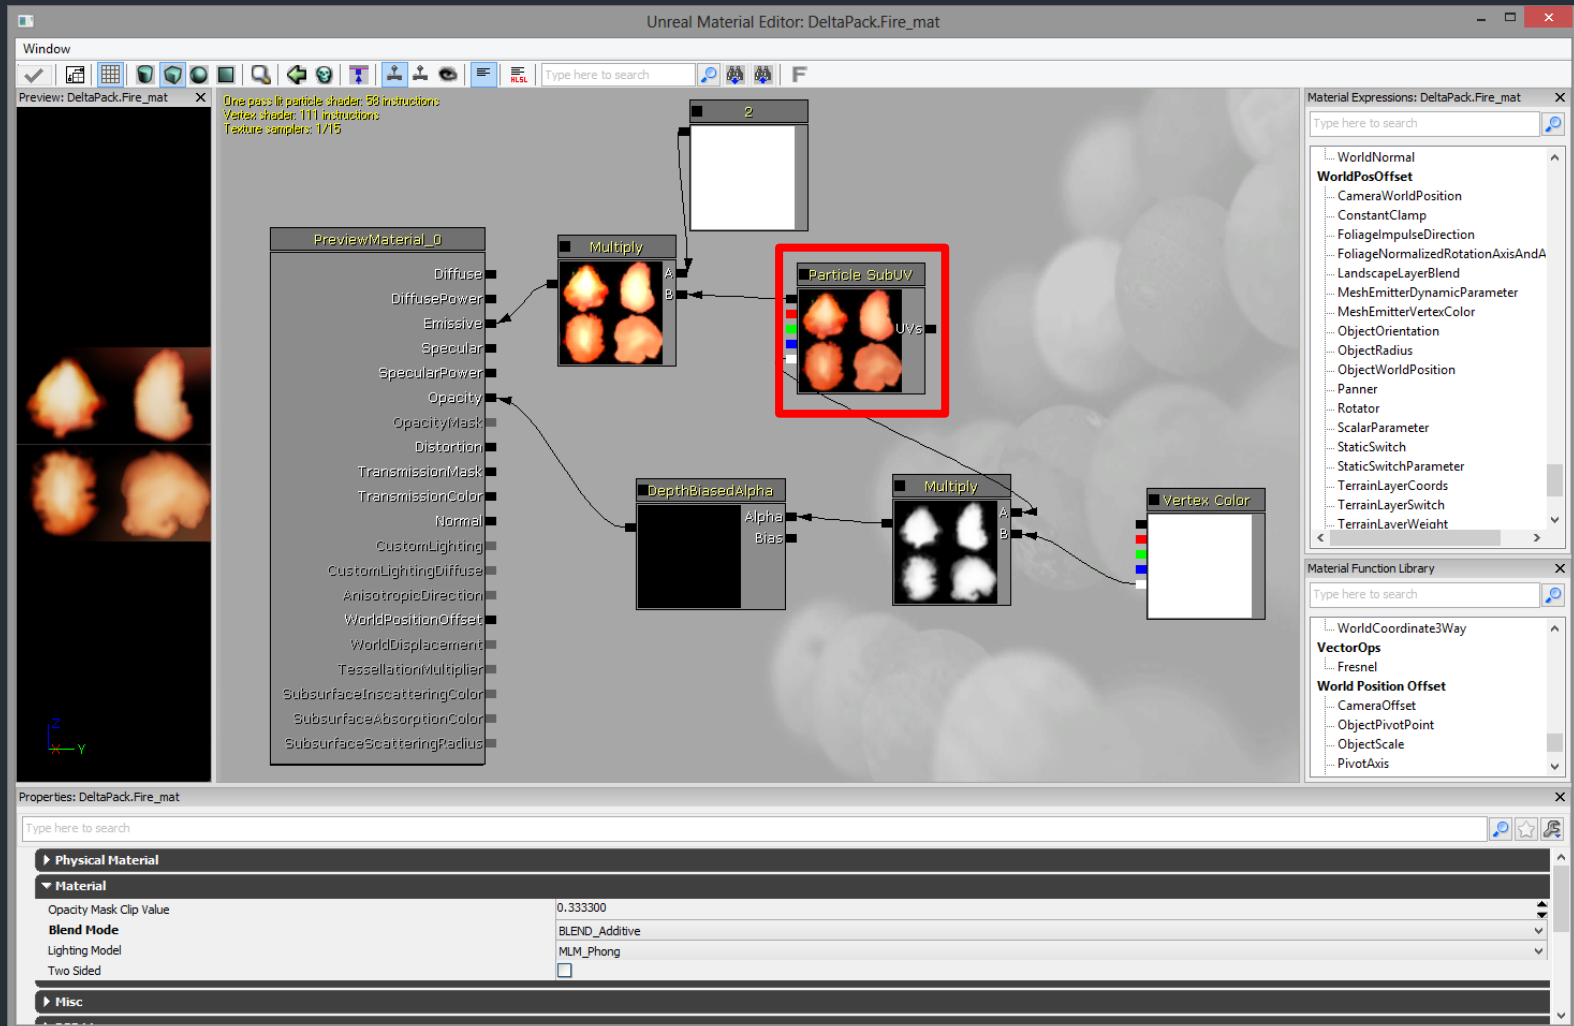 Unreal Material Editor: DeltaPack.Fire_mat
Window
HLSL
Type here to search
F
Preview: DeltaPack.Fire_mat
One pass lit particle shader: 58 instructions
Vertex shader: 111 instructions
Texture samplers: 1/15
Z
X
Y
2
PreviewMaterial_0
Diffuse
DiffusePower
Emissive
Specular
SpecularPower
Opacity
OpacityMask
Distortion
TransmissionMask
TransmissionColor
Normal
CustomLighting
CustomLightingDiffuse
AnisotropicDirection
WorldPositionOffset
WorldDisplacement
TessellationMultiplier
SubsurfaceInscatteringColor
SubsurfaceAbsorptionColor
SubsurfaceScatteringRadius
Multiply
A
B
Particle SubUV
UVs
DepthBiasedAlpha
Alpha
Bias
Multiply
A
B
Vertex Color
Material Expressions: DeltaPack.Fire_mat
Type here to search
WorldNormal
WorldPosOffset
CameraWorldPosition
ConstantClamp
FoliageImpulseDirection
FoliageNormalizedRotationAxisAndA
LandscapeLayerBlend
MeshEmitterDynamicParameter
MeshEmitterVertexColor
ObjectOrientation
ObjectRadius
ObjectWorldPosition
Panner
Rotator
ScalarParameter
StaticSwitch
StaticSwitchParameter
TerrainLayerCoords
TerrainLayerSwitch
TerrainLayerWeight
Material Function Library
Type here to search
WorldCoordinate3Way
VectorOps
Fresnel
World Position Offset
CameraOffset
ObjectPivotPoint
ObjectScale
PivotAxis
Properties: DeltaPack.Fire_mat
Type here to search
Physical Material
Material
Opacity Mask Clip Value 0.333300
Blend Mode BLEND_Additive
Lighting Model MLM_Phong
Two Sided
Misc